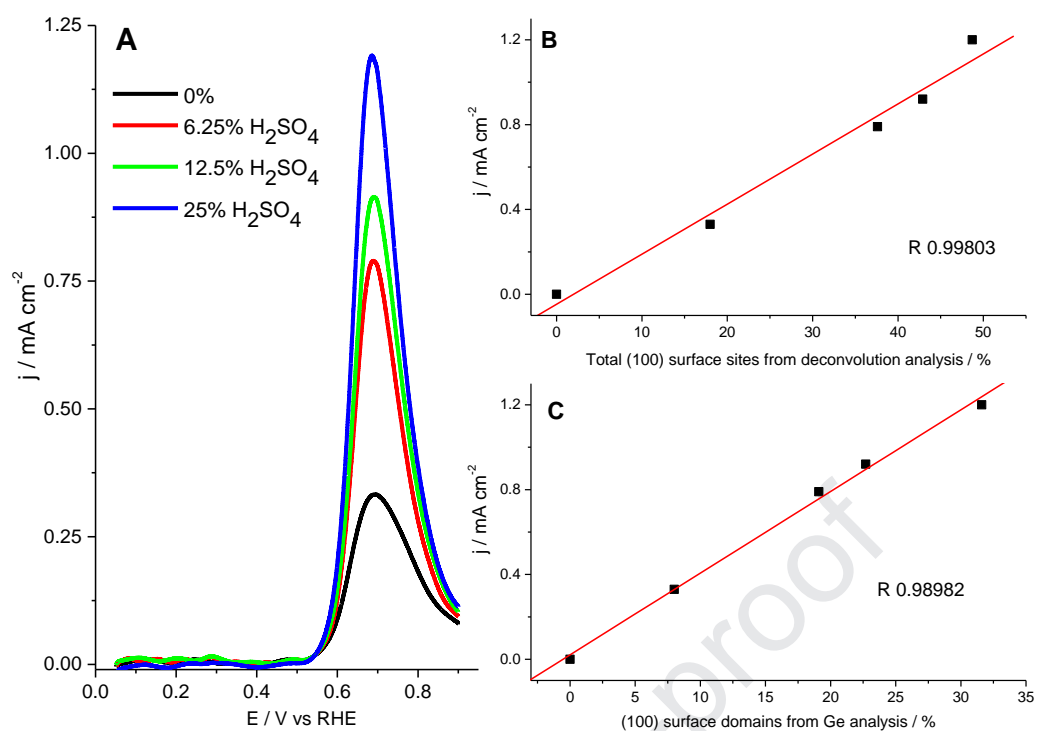 A
1.25
1.00
0.75
0.50
0.25
0.00
j / mA cm-2
0%
6.25% H2SO4
12.5% H2SO4
25% H2SO4
0.0 0.2 0.4 0.6 0.8
E / V vs RHE
B
1.2
0.8
0.4
0.0
j / mA cm-2
R 0.99803
0 10 20 30 40 50
Total (100) surface sites from deconvolution analysis / %
C
1.2
0.8
0.4
0.0
j / mA cm-2
R 0.98982
0 5 10 15 20 25 30 35
(100) surface domains from Ge analysis / %
proof